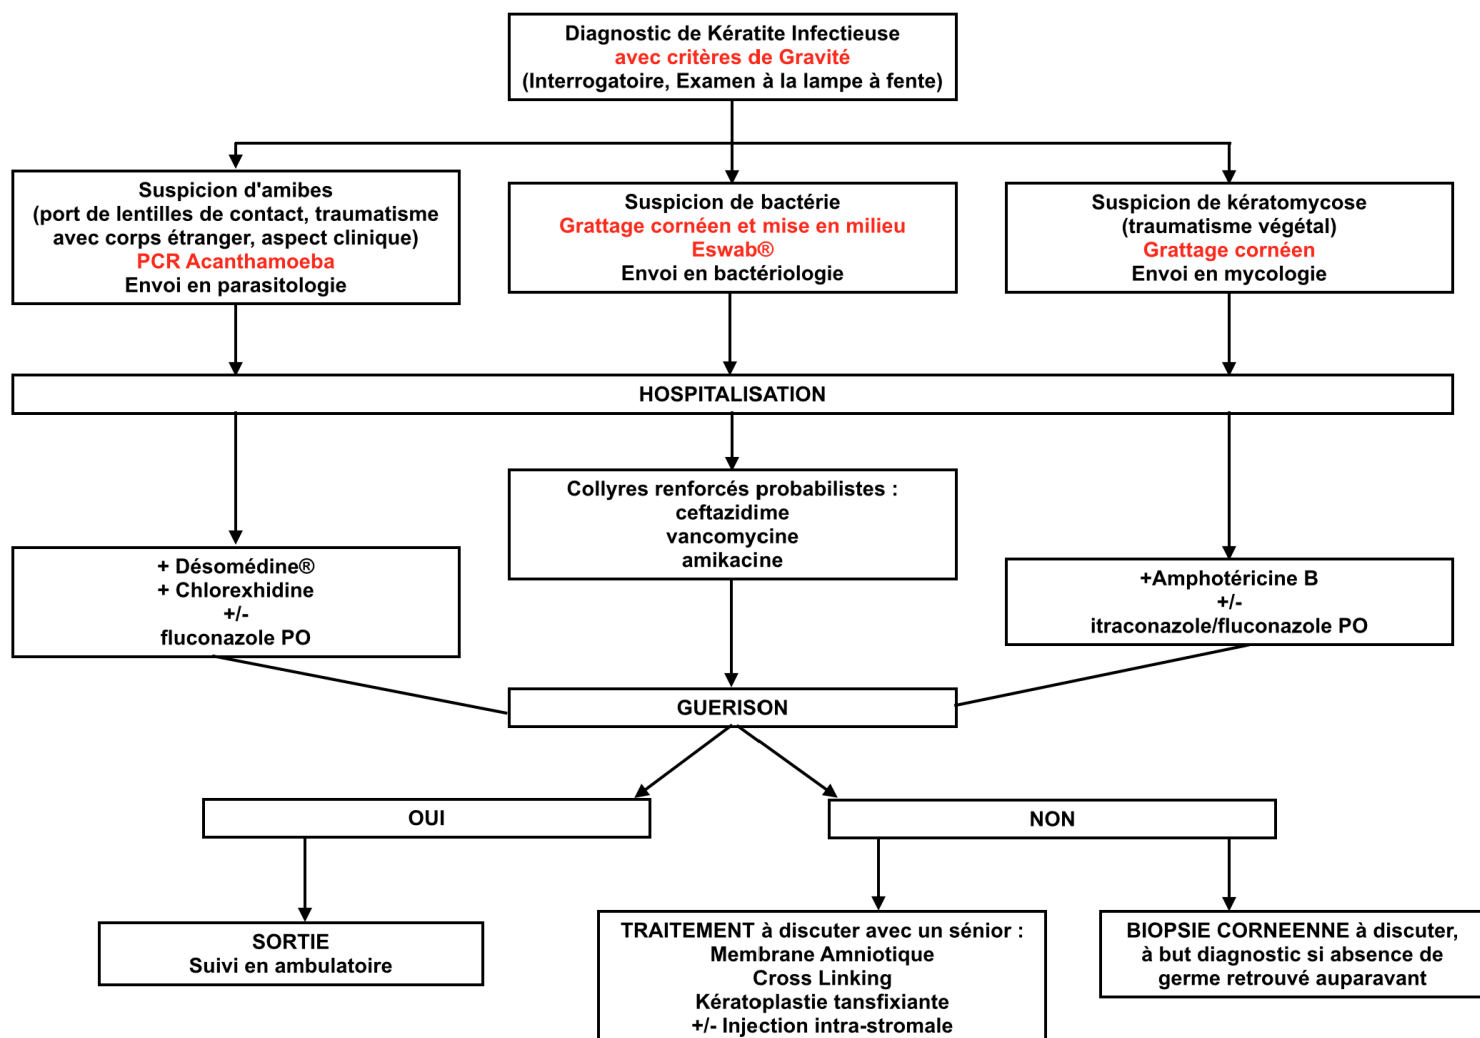 Diagnostic de Kératite Infectieuse
avec critères de Gravité
(Interrogatoire, Examen à la lampe à fente)
Suspicion d'amibes
(port de lentilles de contact, traumatisme
avec corps étranger, aspect clinique)
PCR Acanthamoeba
Envoi en parasitologie
Suspicion de bactérie
Grattage cornéen et mise en milieu
Eswab®
Envoi en bactériologie
Suspicion de kératomycose
(traumatisme végétal)
Grattage cornéen
Envoi en mycologie
HOSPITALISATION
+ Désomédine®
+ Chlorexhidine
+/-
fluconazole PO
Collyres renforcés probabilistes :
ceftazidime
vancomycine
amikacine
+Amphotéricine B
+/-
itraconazole/fluconazole PO
GUERISON
OUI
NON
SORTIE
Suivi en ambulatoire
TRAITEMENT à discuter avec un sénior :
Membrane Amniotique
Cross Linking
Kératoplastie tansfixiante
+/- Injection intra-stromale
BIOPSIE CORNEENNE à discuter,
à but diagnostic si absence de
germe retrouvé auparavant